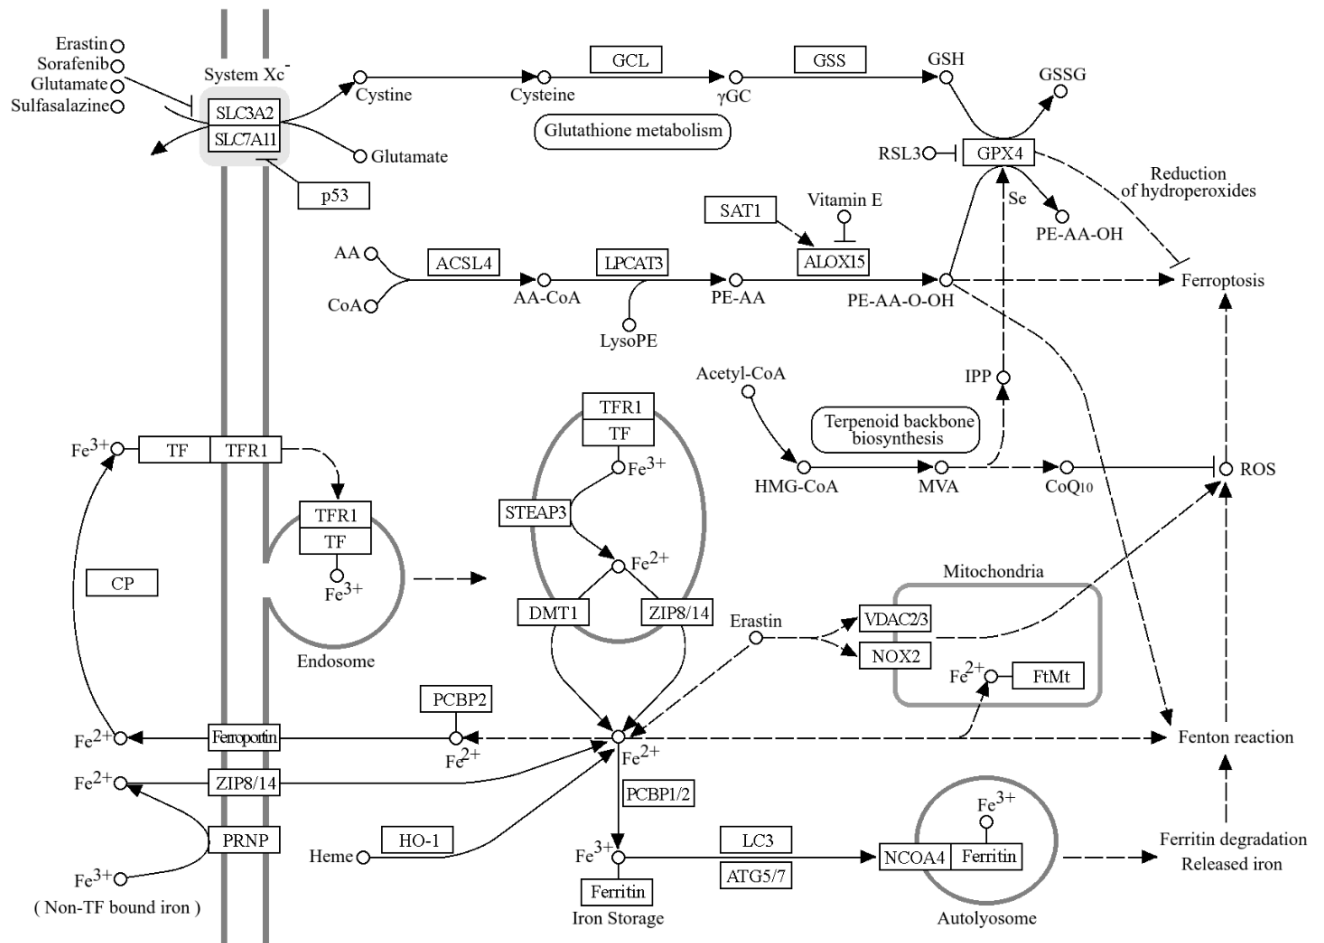 Erastin
Sorafenib
Glutamate
Sulfasalazine
System Xc-
SLC3A2
SLC7A11
p53
Cystine
Glutamate
Cysteine
GCL
γGC
GSS
GSH
GSSG
Glutathione metabolism
RSL3
GPX4
Se
PE-AA-OH
Reduction
of hydroperoxides
AA
CoA
ACSL4
AA-CoA
LPCAT3
LysoPE
PE-AA
SAT1
Vitamin E
ALOX15
PE-AA-O-OH
Ferroptosis
Acetyl-CoA
IPP
Terpenoid backbone
biosynthesis
HMG-CoA
MVA
CoQ10
ROS
Fe3+
TF
TFR1
TFR1
TF
Fe3+
Endosome
CP
TFR1
TF
Fe3+
STEAP3
Fe2+
DMT1
ZIP8/14
Erastin
Mitochondria
VDAC2/3
NOX2
Fe2+
FtMt
Fe2+
Ferroportin
PCBP2
Fe2+
Fe2+
Fenton reaction
Fe2+
ZIP8/14
PRNP
Fe3+
( Non-TF bound iron )
Heme
HO-1
PCBP1/2
Fe3+
Ferritin
Iron Storage
LC3
ATG5/7
Fe3+
NCOA4
Ferritin
Autolyosome
Ferritin degradation
Released iron